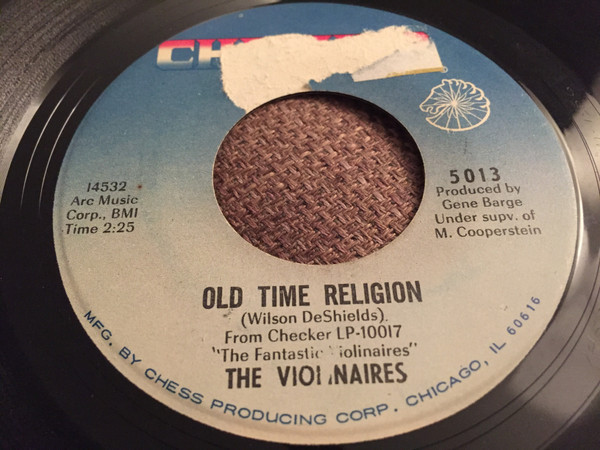 CH
14532
Arc Music
Corp., BMI
Time 2:25
5013
Produced by
Gene Barge
Under supv. of
M. Cooperstein
OLD TIME RELIGION
(Wilson DeShields).
From Checker LP-10017
"The Fantastic iolinaires"
THE VIOLINAIRES
MFG. BY CHESS PRODUCING CORP. CHICAGO, IL 60616